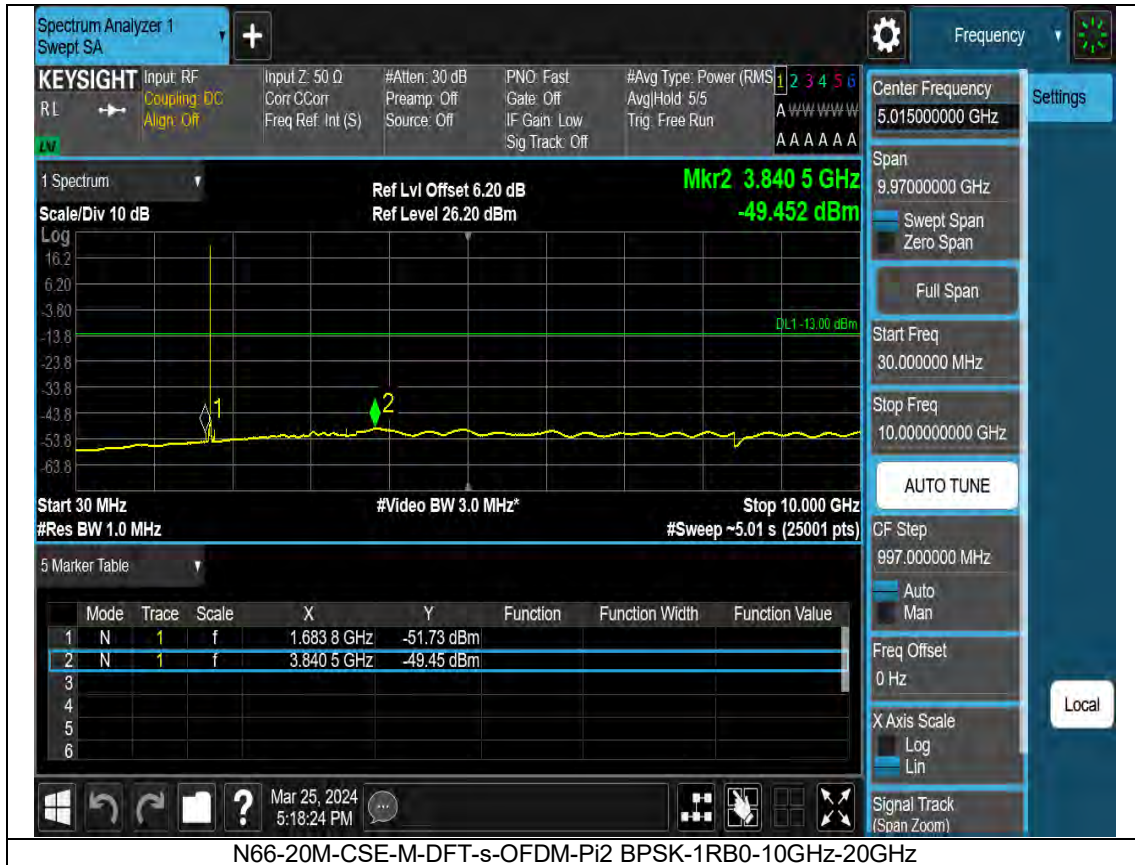 Spectrum Analyzer 1
Swept SA
+
Frequency
KEYSIGHT
RL
Input: RF
Coupling: DC
Align: Off
Input Z: 50 Ω
Corr CCorr
Freq Ref: Int (S)
#Atten: 30 dB
Preamp: Off
Source: Off
PNO: Fast
Gate: Off
IF Gain: Low
Sig Track: Off
#Avg Type: Power (RMS
Avg|Hold: 5/5
Trig: Free Run
1 2 3 4 5 6
A W W W W W
A A A A A A
1 Spectrum
Scale/Div 10 dB
Ref Lvl Offset 6.20 dB
Ref Level 26.20 dBm
Mkr2 3.840 5 GHz
-49.452 dBm
Log
16.2
6.20
-3.80
-13.8
-23.8
-33.8
-43.8
-53.8
-63.8
DL1 -13.00 dBm
1
2
Start 30 MHz
#Res BW 1.0 MHz
#Video BW 3.0 MHz*
Stop 10.000 GHz
#Sweep ~5.01 s (25001 pts)
5 Marker Table
Mode Trace Scale X Y Function Function Width Function Value
1 N 1 f 1.683 8 GHz -51.73 dBm
2 N 1 f 3.840 5 GHz -49.45 dBm
3
4
5
6
Center Frequency
5.015000000 GHz
Settings
Span
9.97000000 GHz
Swept Span
Zero Span
Full Span
Start Freq
30.000000 MHz
Stop Freq
10.000000000 GHz
AUTO TUNE
CF Step
997.000000 MHz
Auto
Man
Freq Offset
0 Hz
X Axis Scale
Log
Lin
Signal Track
(Span Zoom)
Local
?
Mar 25, 2024
5:18:24 PM
N66-20M-CSE-M-DFT-s-OFDM-Pi2 BPSK-1RB0-10GHz-20GHz